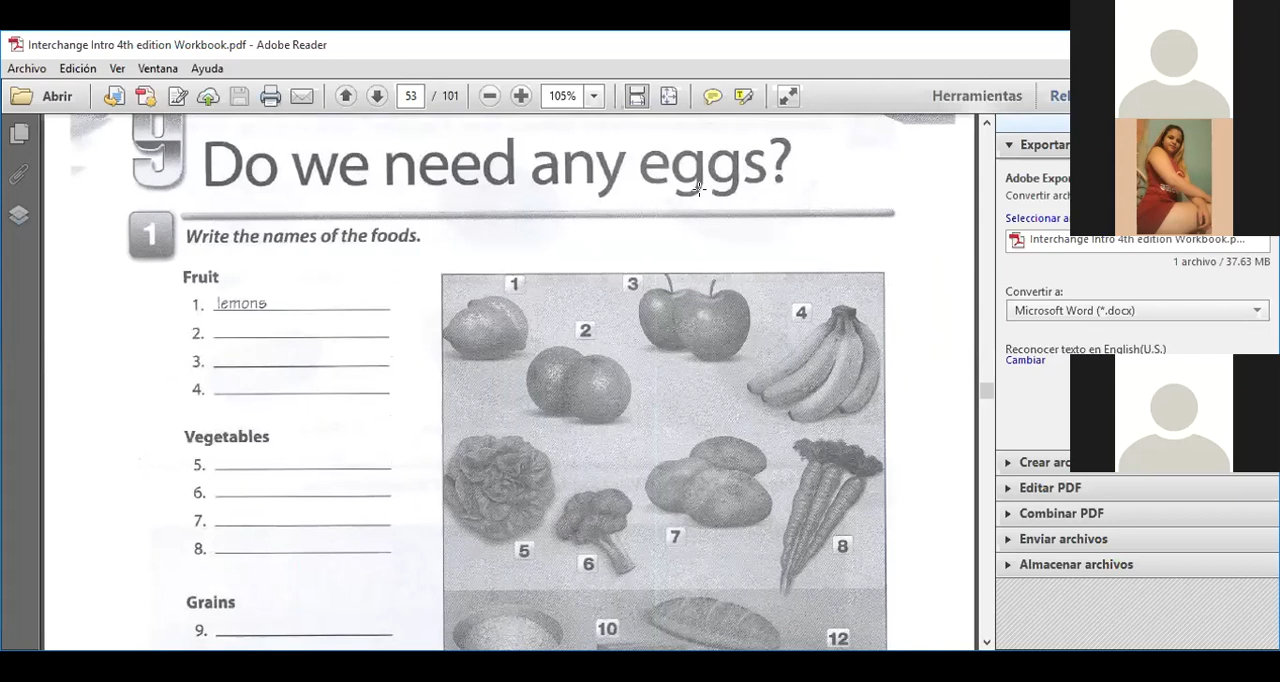 Interchange Intro 4th edition Workbook.pdf - Adobe Reader
Archivo Edición Ver Ventana Ayuda
Abrir 53 / 101 105% Herramientas
9 Do we need any eggs?
1 Write the names of the foods.
Fruit
1. lemons
2.
3.
4.
Vegetables
5.
6.
7.
8.
Grains
9.
1
2
3
4
5
6
7
8
10
12
Exportar
Adobe
Convertir
Seleccionar
Interchange Intro 4th edition Workbook.p...
1 archivo / 37.63 MB
Convertir a:
Microsoft Word (*.docx)
Reconocer texto en English(U.S.)
Cambiar
Crear
Editar PDF
Combinar PDF
Enviar archivos
Almacenar archivos